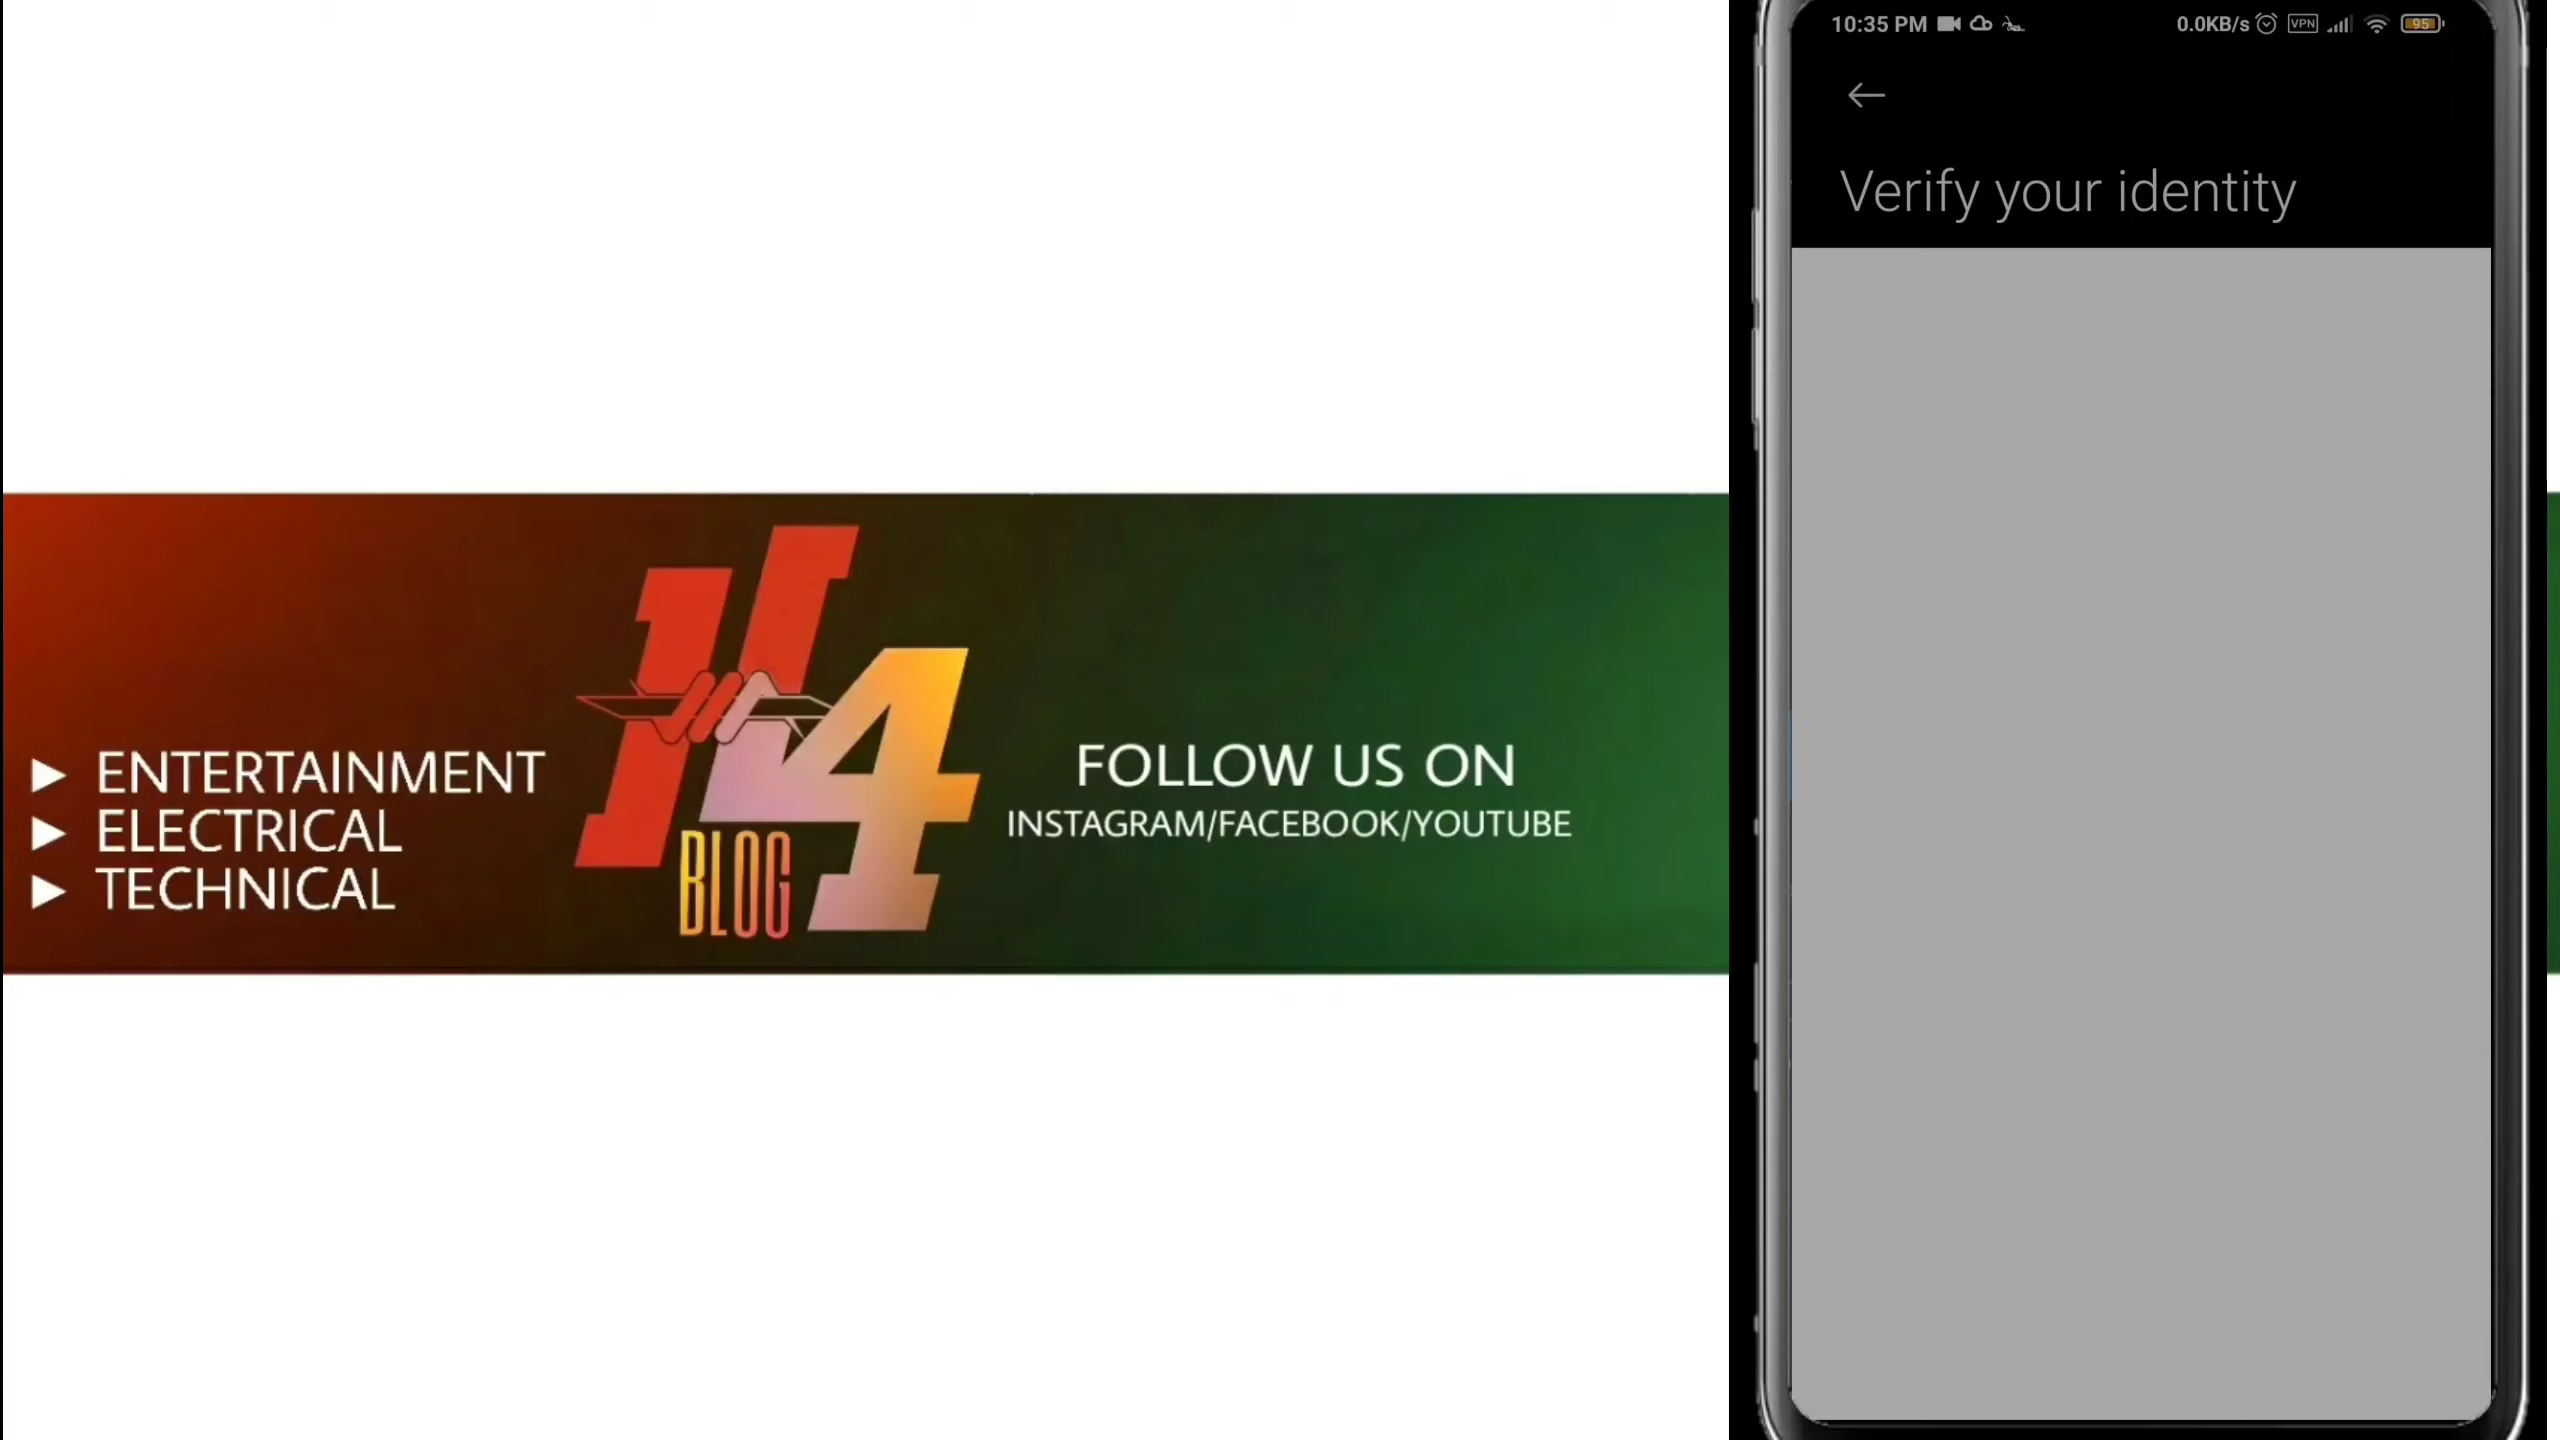 ENTERTAINMENT
ELECTRICAL
TECHNICAL
H4
BLOG
FOLLOW US ON
INSTAGRAM/FACEBOOK/YOUTUBE
10:35 PM
0.0KB/s VPN 95
Verify your identity